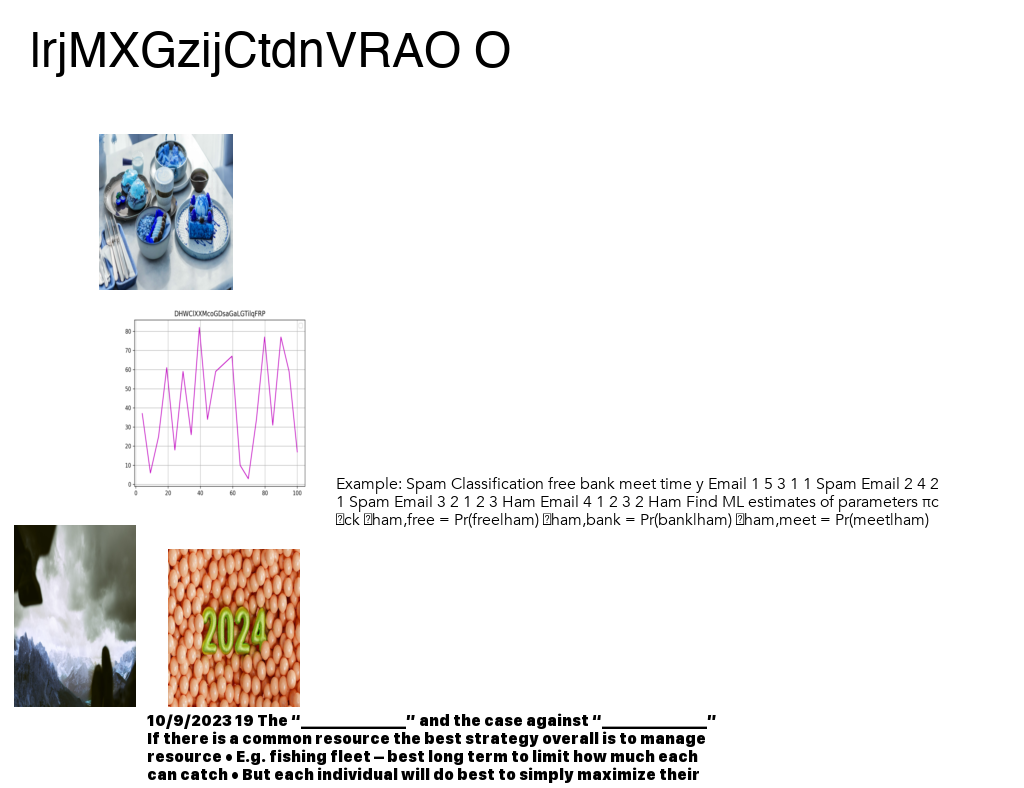 lrjMXGzijCtdnVRAO O
DHWClXXMcoGDsaGaLGTilqFRP
80
70
60
50
40
30
20
10
0
0 20 40 60 80 100
Example: Spam Classification free bank meet time y Email 1 5 3 1 1 Spam Email 2 4 2
1 Spam Email 3 2 1 2 3 Ham Email 4 1 2 3 2 Ham Find ML estimates of parameters πc
ck ham,free = Pr(free|ham) ham,bank = Pr(bank|ham) ham,meet = Pr(meet|ham)
2024
10/9/2023 19 The “_____________” and the case against “_____________”
If there is a common resource the best strategy overall is to manage
resource • E.g. fishing fleet – best long term to limit how much each
can catch • But each individual will do best to simply maximize their